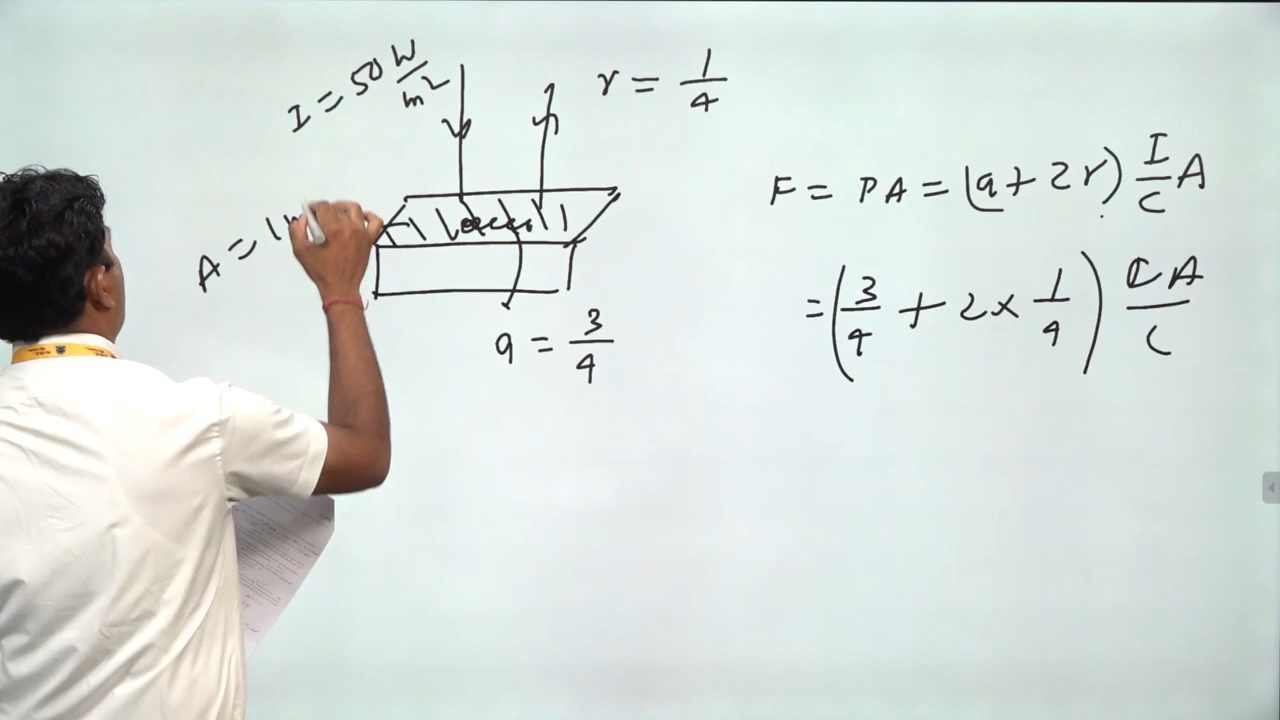 I = 50 W/m²
r = 1/4
A = 1
a = 3/4
F = PA = (a + 2r) I/C A
= (3/4 + 2 × 1/4) IA/C